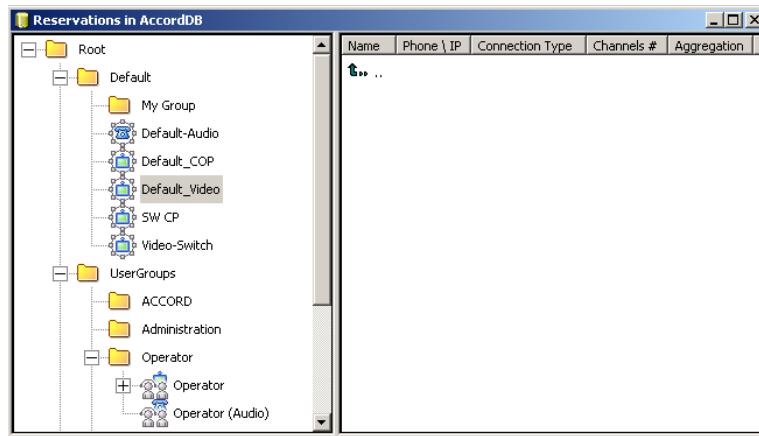 Reservations in AccordDB
Root
Default
My Group
Default-Audio
Default_COP
Default_Video
SW CP
Video-Switch
UserGroups
ACCORD
Administration
Operator
Operator
Operator (Audio)
Name Phone \ IP Connection Type Channels # Aggregation
..